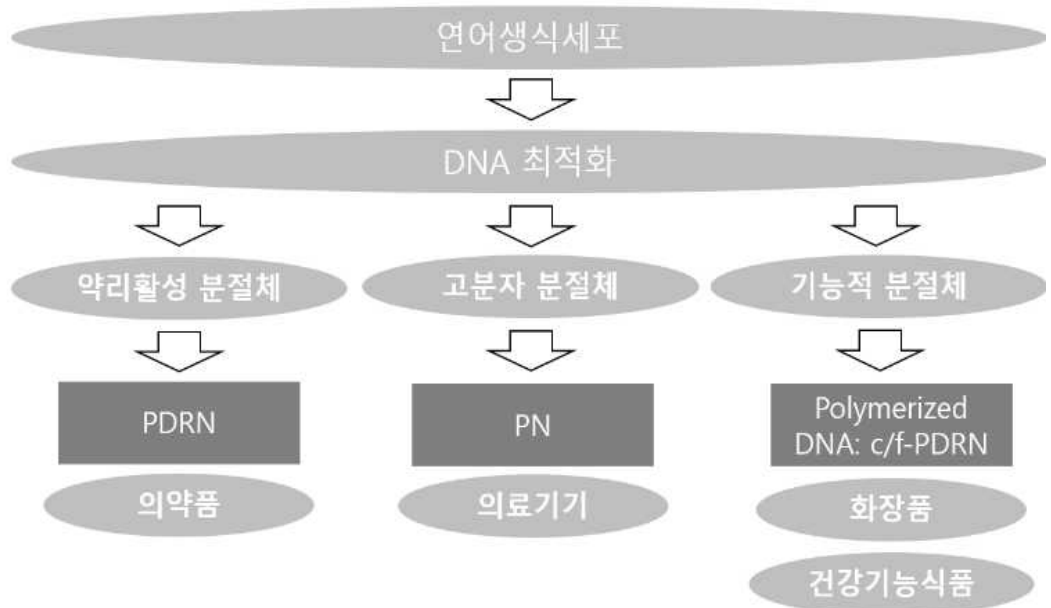 연어생식세포
DNA 최적화
약리활성 분절체
고분자 분절체
기능적 분절체
PDRN
PN
Polymerized
DNA: c/f-PDRN
의약품
의료기기
화장품
건강기능식품